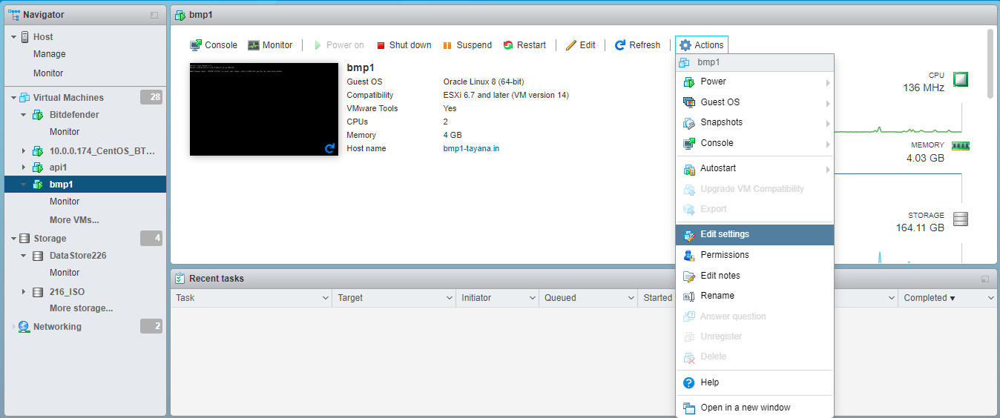 Navigator
Host
Manage
Monitor
Virtual Machines 28
Bitdefender
Monitor
10.0.0.174_CentOS_BT...
api1
bmp1
Monitor
More VMs...
Storage 4
DataStore226
Monitor
216_ISO
More storage...
Networking 2
bmp1
Console Monitor Power on Shut down Suspend Restart Edit Refresh Actions
bmp1
Guest OS Oracle Linux 8 (64-bit)
Compatibility ESXi 6.7 and later (VM version 14)
VMware Tools Yes
CPUs 2
Memory 4 GB
Host name bmp1-tayana.in
bmp1
Power
Guest OS
Snapshots
Console
Autostart
Upgrade VM Compatibility
Export
Edit settings
Permissions
Edit notes
Rename
Answer question
Unregister
Delete
Help
Open in a new window
CPU
136 MHz
MEMORY
4.03 GB
STORAGE
164.11 GB
Recent tasks
Task Target Initiator Queued Started Completed ▼